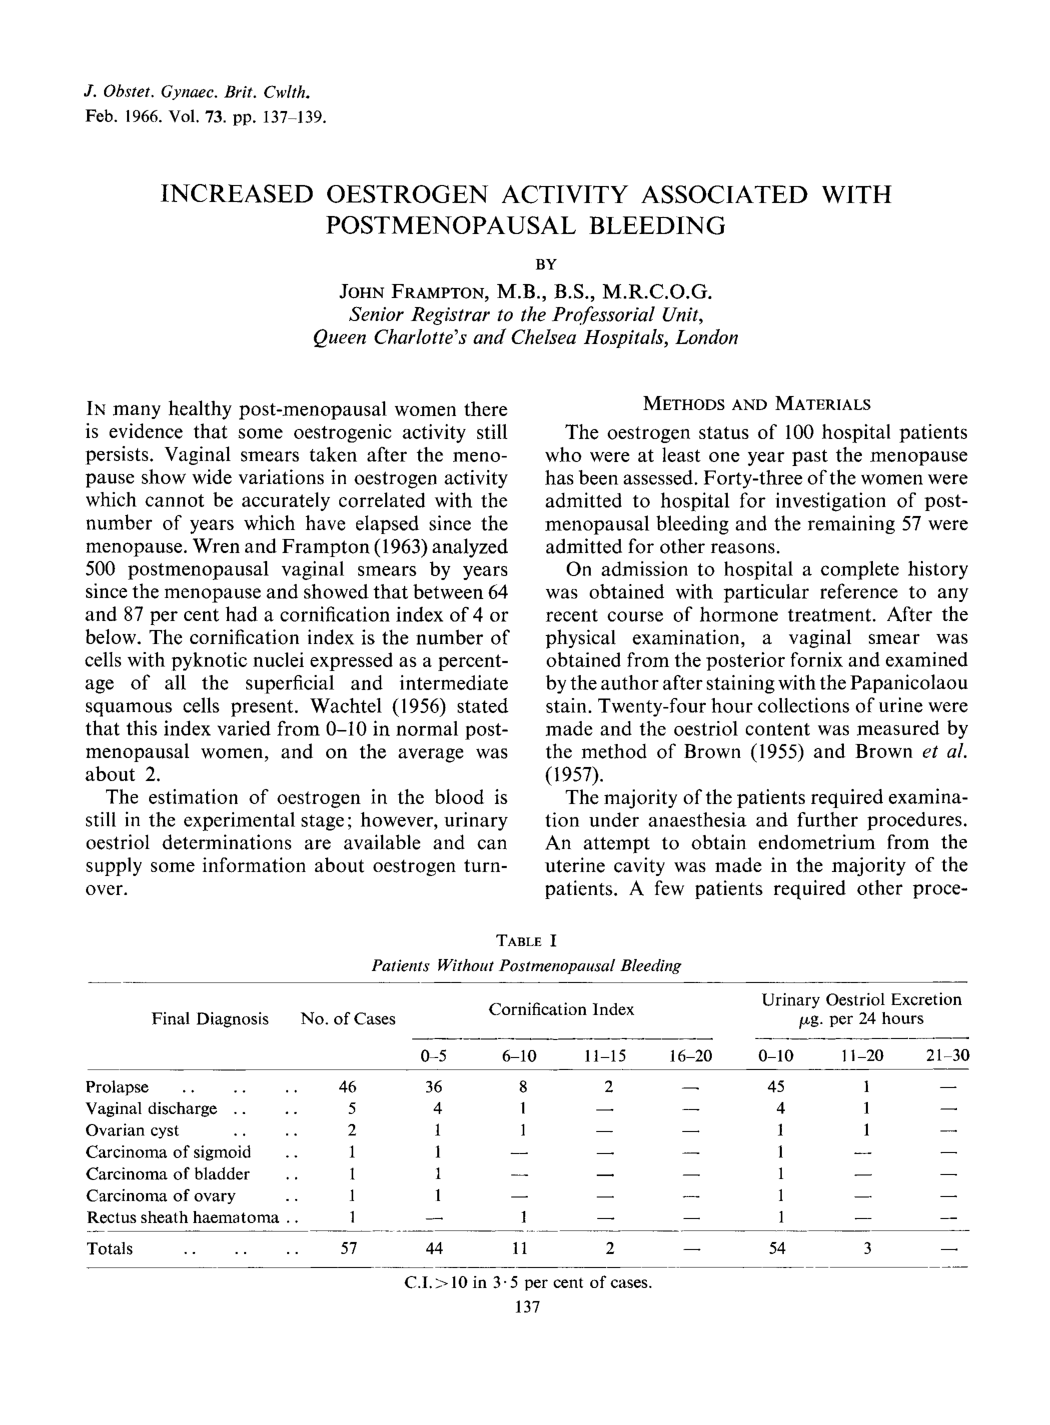 J. Obstet. Gynaec. Brit. Cwlth.
Feb. 1966. Vol. 73. pp. 137–139.
INCREASED OESTROGEN ACTIVITY ASSOCIATED WITH
POSTMENOPAUSAL BLEEDING
BY
JOHN FRAMPTON, M.B., B.S., M.R.C.O.G.
Senior Registrar to the Professorial Unit,
Queen Charlotte's and Chelsea Hospitals, London
IN many healthy post-menopausal women there
is evidence that some oestrogenic activity still
persists. Vaginal smears taken after the meno-
pause show wide variations in oestrogen activity
which cannot be accurately correlated with the
number of years which have elapsed since the
menopause. Wren and Frampton (1963) analyzed
500 postmenopausal vaginal smears by years
since the menopause and showed that between 64
and 87 per cent had a cornification index of 4 or
below. The cornification index is the number of
cells with pyknotic nuclei expressed as a percent-
age of all the superficial and intermediate
squamous cells present. Wachtel (1956) stated
that this index varied from 0–10 in normal post-
menopausal women, and on the average was
about 2.
The estimation of oestrogen in the blood is
still in the experimental stage; however, urinary
oestriol determinations are available and can
supply some information about oestrogen turn-
over.
METHODS AND MATERIALS
The oestrogen status of 100 hospital patients
who were at least one year past the menopause
has been assessed. Forty-three of the women were
admitted to hospital for investigation of post-
menopausal bleeding and the remaining 57 were
admitted for other reasons.
On admission to hospital a complete history
was obtained with particular reference to any
recent course of hormone treatment. After the
physical examination, a vaginal smear was
obtained from the posterior fornix and examined
by the author after staining with the Papanicolaou
stain. Twenty-four hour collections of urine were
made and the oestriol content was measured by
the method of Brown (1955) and Brown et al.
(1957).
The majority of the patients required examina-
tion under anaesthesia and further procedures.
An attempt to obtain endometrium from the
uterine cavity was made in the majority of the
patients. A few patients required other proce-
TABLE I
Patients Without Postmenopausal Bleeding
Final Diagnosis No. of Cases Cornification Index Urinary Oestriol Excretion
µg. per 24 hours
0–5 6–10 11–15 16–20 0–10 11–20 21–30
Prolapse .. .. .. 46 36 8 2 — 45 1 —
Vaginal discharge .. .. 5 4 1 — — 4 1 —
Ovarian cyst .. .. 2 1 1 — — 1 1 —
Carcinoma of sigmoid .. 1 1 — — — 1 — —
Carcinoma of bladder .. 1 1 — — — 1 — —
Carcinoma of ovary .. 1 1 — — — 1 — —
Rectus sheath haematoma .. 1 — 1 — — 1 — —
Totals .. .. .. 57 44 11 2 — 54 3 —
C.I.>10 in 3·5 per cent of cases.
137